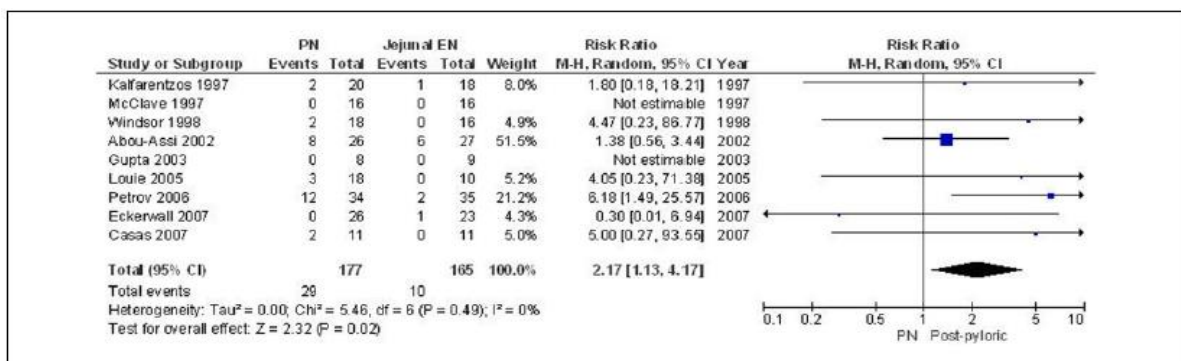 PN Jejunal EN Risk Ratio Risk Ratio
Study or Subgroup Events Total Events Total Weight M-H, Random, 95% CI Year M-H, Random, 95% CI
Kalfarentzos 1997 2 20 1 18 8.0% 1.80 [0.18, 18.21] 1997
McClave 1997 0 16 0 16 Not estimable 1997
Windsor 1998 2 18 0 16 4.9% 4.47 [0.23, 86.77] 1998
Abou-Assi 2002 8 26 6 27 51.5% 1.38 [0.56, 3.44] 2002
Gupta 2003 0 8 0 9 Not estimable 2003
Louie 2005 3 18 0 10 5.2% 4.05 [0.23, 71.38] 2005
Petrov 2006 12 34 2 35 21.2% 6.18 [1.49, 25.57] 2006
Eckerwall 2007 0 26 1 23 4.3% 0.30 [0.01, 6.94] 2007
Casas 2007 2 11 0 11 5.0% 5.00 [0.27, 93.55] 2007
Total (95% CI) 177 165 100.0% 2.17 [1.13, 4.17]
Total events 29 10
Heterogeneity: Tau² = 0.00; Chi² = 5.46, df = 6 (P = 0.49); I² = 0%
Test for overall effect: Z = 2.32 (P = 0.02)
0.1 0.2 0.5 1 2 5 10
PN Post-pyloric